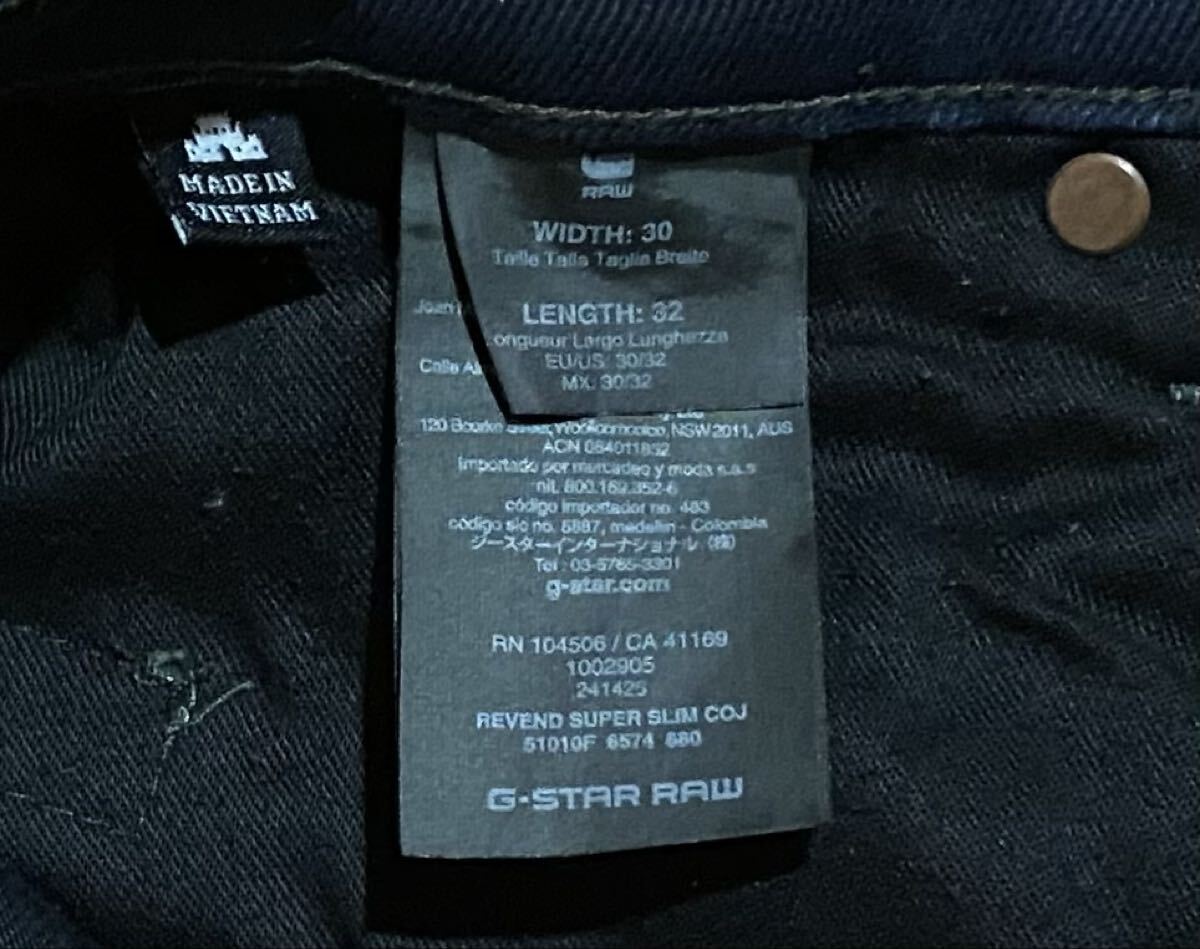 MADE IN
VIETNAM
RAW
WIDTH: 30
Taille Talla Taglia Breite
LENGTH: 32
Longueur Largo Lunghezza
EU/US: 30/32
MX: 30/32
Calle
120 Bourke Street, Woolloomooloo, NSW 2011, AUS
ACN 064011832
Importado por mercadeo y moda s.a.s
nit. 800.169.352-6
código importador no. 483
código sic no. 8887, medellin - Colombia
ジースターインターナショナル（株）
Tel : 03-5765-3301
g-star.com
RN 104506 / CA 41169
1002905
241425
REVEND SUPER SLIM COJ
51010F 6574 880
G-STAR RAW